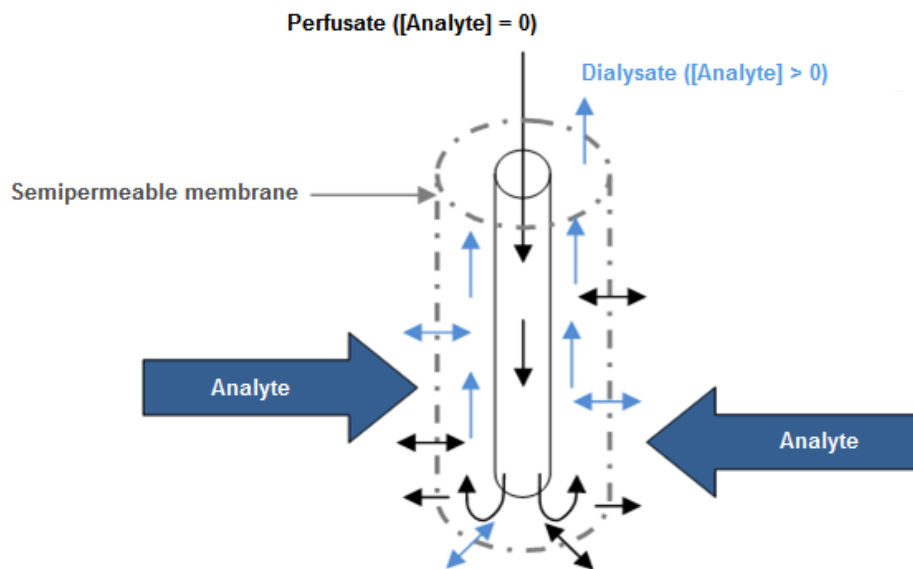 Perfusate ([Analyte] = 0)
Dialysate ([Analyte] > 0)
Semipermeable membrane
Analyte
Analyte